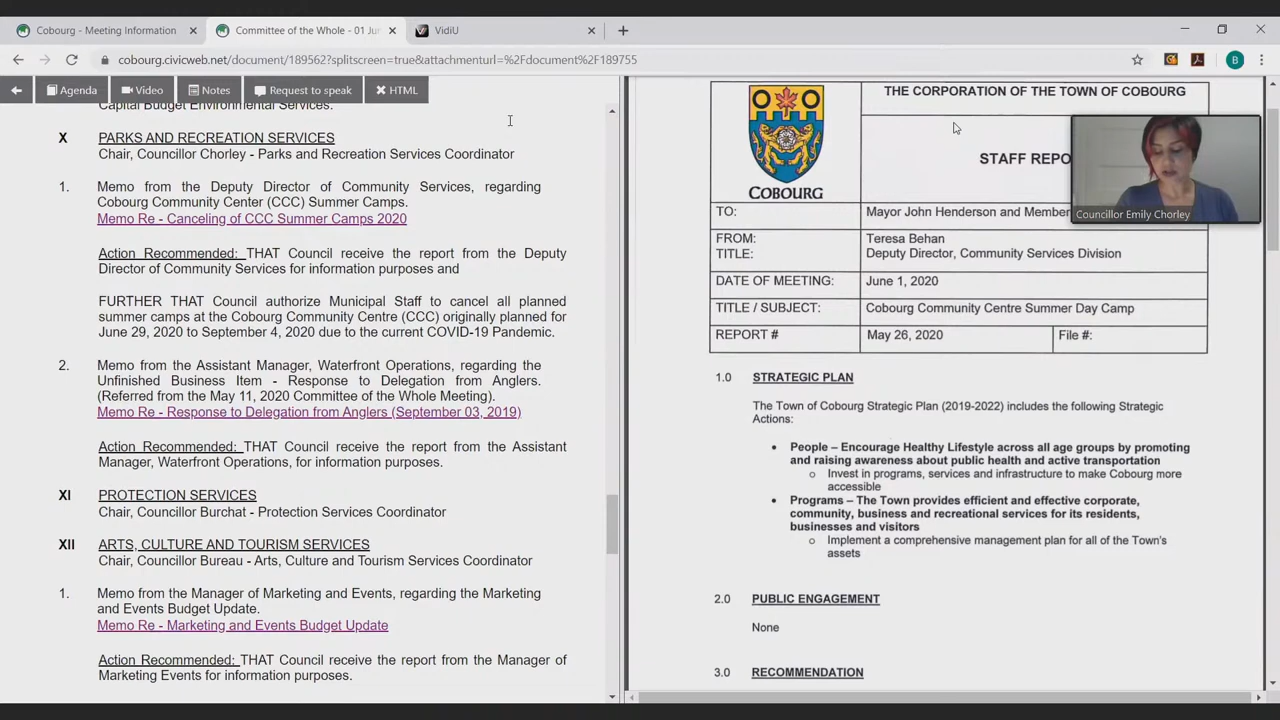 Cobourg - Meeting Information
Committee of the Whole - 01 Jun
VidiU
cobourg.civicweb.net/document/189562?splitscreen=true&attachmenturl=%2Fdocument%2F189755
B
Agenda
Video
Notes
Request to speak
HTML
Capital Budget Environmental Services.
X PARKS AND RECREATION SERVICES
Chair, Councillor Chorley - Parks and Recreation Services Coordinator
1. Memo from the Deputy Director of Community Services, regarding
Cobourg Community Center (CCC) Summer Camps.
Memo Re - Canceling of CCC Summer Camps 2020
Action Recommended: THAT Council receive the report from the Deputy
Director of Community Services for information purposes and
FURTHER THAT Council authorize Municipal Staff to cancel all planned
summer camps at the Cobourg Community Centre (CCC) originally planned for
June 29, 2020 to September 4, 2020 due to the current COVID-19 Pandemic.
2. Memo from the Assistant Manager, Waterfront Operations, regarding the
Unfinished Business Item - Response to Delegation from Anglers.
(Referred from the May 11, 2020 Committee of the Whole Meeting).
Memo Re - Response to Delegation from Anglers (September 03, 2019)
Action Recommended: THAT Council receive the report from the Assistant
Manager, Waterfront Operations, for information purposes.
XI PROTECTION SERVICES
Chair, Councillor Burchat - Protection Services Coordinator
XII ARTS, CULTURE AND TOURISM SERVICES
Chair, Councillor Bureau - Arts, Culture and Tourism Services Coordinator
1. Memo from the Manager of Marketing and Events, regarding the Marketing
and Events Budget Update.
Memo Re - Marketing and Events Budget Update
Action Recommended: THAT Council receive the report from the Manager of
Marketing Events for information purposes.
COBOURG
THE CORPORATION OF THE TOWN OF COBOURG
STAFF REPO
Councillor Emily Chorley
TO: Mayor John Henderson and Member
FROM: Teresa Behan
TITLE: Deputy Director, Community Services Division
DATE OF MEETING: June 1, 2020
TITLE / SUBJECT: Cobourg Community Centre Summer Day Camp
REPORT # May 26, 2020 File #:
1.0 STRATEGIC PLAN
The Town of Cobourg Strategic Plan (2019-2022) includes the following Strategic
Actions:
• People – Encourage Healthy Lifestyle across all age groups by promoting
and raising awareness about public health and active transportation
o Invest in programs, services and infrastructure to make Cobourg more
accessible
• Programs – The Town provides efficient and effective corporate,
community, business and recreational services for its residents,
businesses and visitors
o Implement a comprehensive management plan for all of the Town's
assets
2.0 PUBLIC ENGAGEMENT
None
3.0 RECOMMENDATION